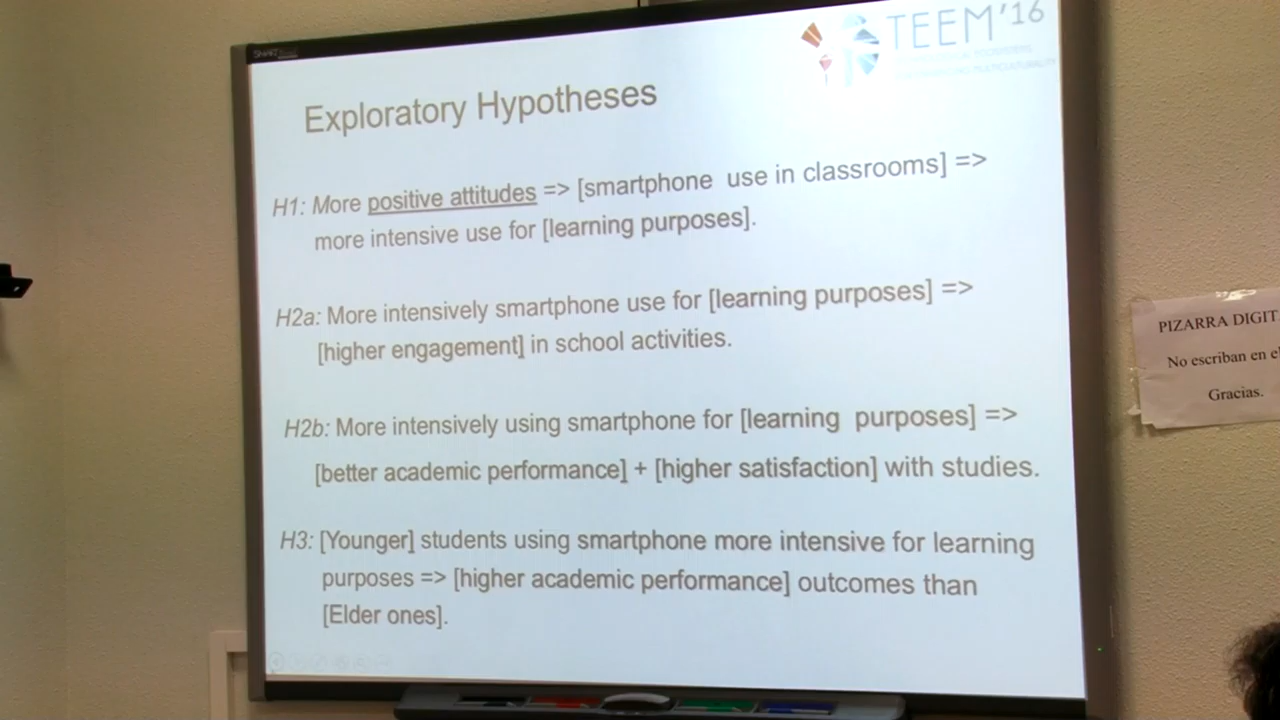 SMART
TEEM'16
Exploratory Hypotheses
H1: More positive attitudes => [smartphone use in classrooms] =>
more intensive use for [learning purposes].
H2a: More intensively smartphone use for [learning purposes] =>
[higher engagement] in school activities.
H2b: More intensively using smartphone for [learning purposes] =>
[better academic performance] + [higher satisfaction] with studies.
H3: [Younger] students using smartphone more intensive for learning
purposes => [higher academic performance] outcomes than
[Elder ones].
PIZARRA DIGIT
No escriban en el
Gracias.